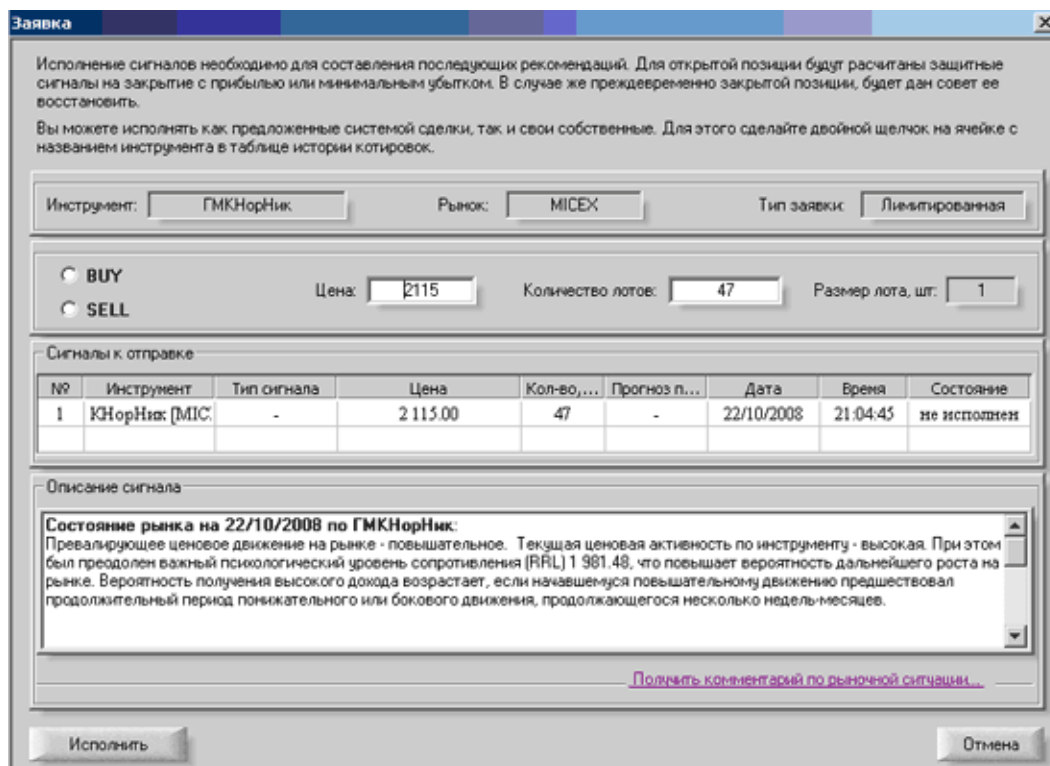 Заявка
Исполнение сигналов необходимо для составления последующих рекомендаций. Для открытой позиции будут расчитаны защитные
сигналы на закрытие с прибылью или минимальным убытком. В случае же преждевременно закрытой позиции, будет дан совет ее
восстановить.
Вы можете исполнять как предложенные системой сделки, так и свои собственные. Для этого сделайте двойной щелчок на ячейке с
названием инструмента в таблице истории котировок.
Инструмент: ГМКНорНик Рынок: MICEX Тип заявки: Лимитированная
BUY
SELL
Цена: 2115 Количество лотов: 47 Размер лота, шт: 1
Сигналы к отправке
№ Инструмент Тип сигнала Цена Кол-во,... Прогноз п... Дата Время Состояние
1 КНорНик [MIC. - 2 115.00 47 - 22/10/2008 21:04:45 не исполнен
Описание сигнала
Состояние рынка на 22/10/2008 по ГМКНорНик:
Превалирующее ценовое движение на рынке - повышательное. Текущая ценовая активность по инструменту - высокая. При этом
был преодолен важный психологический уровень сопротивления (RRL) 1 981.48, что повышает вероятность дальнейшего роста на
рынке. Вероятность получения высокого дохода возрастает, если начавшемуся повышательному движению предшествовал
продолжительный период понижательного или бокового движения, продолжающегося несколько недель-месяцев.
Получить комментарий по рыночной ситуации...
Исполнить Отмена